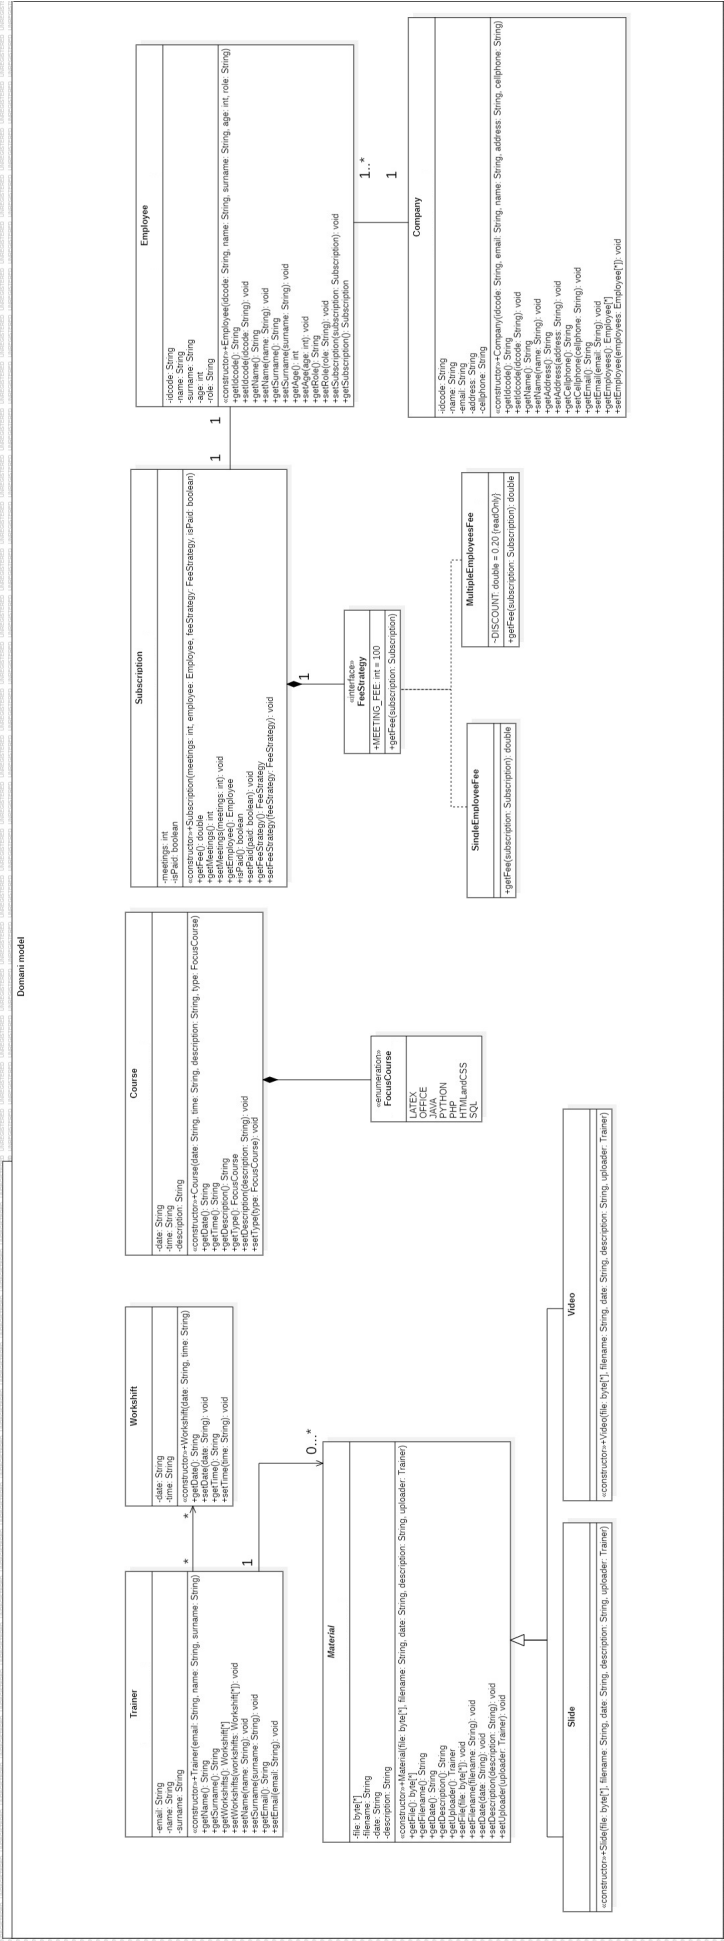 Domani model
Trainer
-email: String
-name: String
-surname: String
«constructor»+Trainer(email: String, name: String, surname: String)
+getName(): String
+getSurname(): String
+getWorkshifts(): Workshift[*]
+setWorkshifts(workshifts: Workshift[*]): void
+setName(name: String): void
+setSurname(surname: String): void
+getEmail(): String
+setEmail(email: String): void
*
*
1
0...*
Workshift
-date: String
-time: String
«constructor»+Workshift(date: String, time: String)
+getDate(): String
+setDate(date: String): void
+getTime(): String
+setTime(time: String): void
Material
-file: byte[*]
-filename: String
-date: String
-description: String
«constructor»+Material(file: byte[*], filename: String, date: String, description: String, uploader: Trainer)
+getFile(): byte[*]
+getFilename(): String
+getDate(): String
+getDescription(): String
+getUploader(): Trainer
+setFile(file: byte[*]): void
+setFilename(filename: String): void
+setDate(date: String): void
+setDescription(description: String): void
+setUploader(uploader: Trainer): void
Slide
«constructor»+Slide(file: byte[*], filename: String, date: String, description: String, uploader: Trainer)
Video
«constructor»+Video(file: byte[*], filename: String, date: String, description: String, uploader: Trainer)
Course
-date: String
-time: String
-description: String
«constructor»+Course(date: String, time: String, description: String, type: FocusCourse)
+getDate(): String
+getTime(): String
+getDescription(): String
+getType(): FocusCourse
+setDescription(description: String): void
+setType(type: FocusCourse): void
«enumeration»
FocusCourse
LATEX
OFFICE
JAVA
PYTHON
PHP
HTMLandCSS
SQL
Subscription
-meetings: int
-isPaid: boolean
«constructor»+Subscription(meetings: int, employee: Employee, feeStrategy: FeeStrategy, isPaid: boolean)
+getFee(): double
+getMeetings(): int
+setMeetings(meetings: int): void
+getEmployee(): Employee
+isPaid(): boolean
+setPaid(paid: boolean): void
+getFeeStrategy(): FeeStrategy
+setFeeStrategy(feeStrategy: FeeStrategy): void
1
1
1
«interface»
FeeStrategy
+MEETING_FEE: int = 100
+getFee(subscription: Subscription)
SingleEmployeeFee
+getFee(subscription: Subscription): double
MultipleEmployeesFee
~DISCOUNT: double = 0.20 {readOnly}
+getFee(subscription: Subscription): double
Employee
-idcode: String
-name: String
-surname: String
-age: int
-role: String
«constructor»+Employee(idcode: String, name: String, surname: String, age: int, role: String)
+getIdcode(): String
+setIdcode(idcode: String): void
+getName(): String
+setName(name: String): void
+getSurname(): String
+setSurname(surname: String): void
+getAge(): int
+setAge(age: int): void
+getRole(): String
+setRole(role: String): void
+setSubscription(subscription: Subscription): void
+getSubscription(): Subscription
1..*
1
Company
-idcode: String
-name: String
-email: String
-address: String
-cellphone: String
«constructor»+Company(idcode: String, email: String, name: String, address: String, cellphone: String)
+getIdcode(): String
+setIdcode(idcode: String): void
+getName(): String
+setName(name: String): void
+getAddress(): String
+setAddress(address: String): void
+getCellphone(): String
+setCellphone(cellphone: String): void
+getEmail(): String
+setEmail(email: String): void
+getEmployees(): Employee[*]
+setEmployee(employees: Employee[*]): void